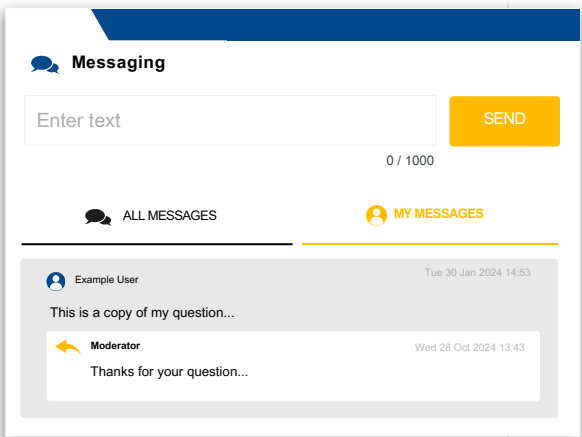 Messaging
Enter text
SEND
0 / 1000
ALL MESSAGES
MY MESSAGES
Example User
Tue 30 Jan 2024 14:53
This is a copy of my question...
Moderator
Wed 28 Oct 2024 13:43
Thanks for your question...